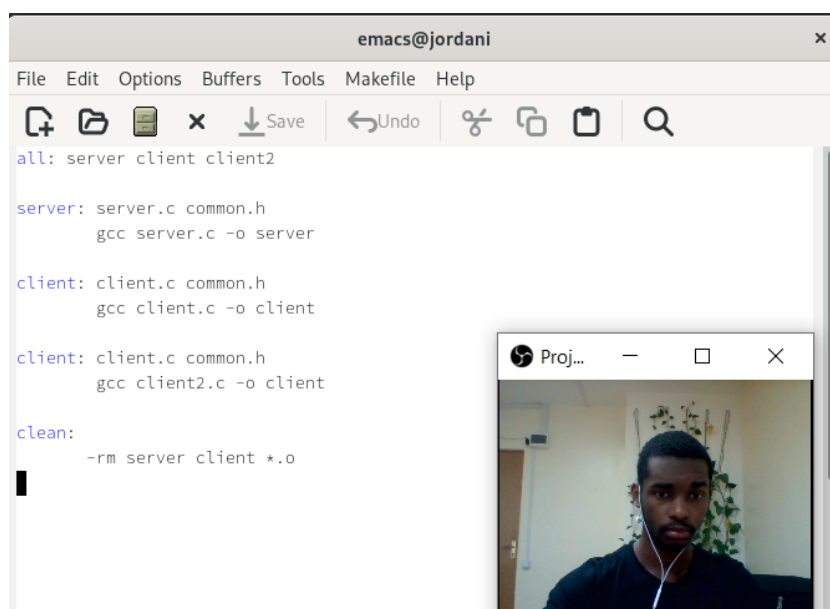 emacs@jordani
File Edit Options Buffers Tools Makefile Help
Save Undo
all: server client client2
server: server.c common.h
gcc server.c -o server
client: client.c common.h
gcc client.c -o client
client: client.c common.h
gcc client2.c -o client
clean:
-rm server client *.o
Proj...